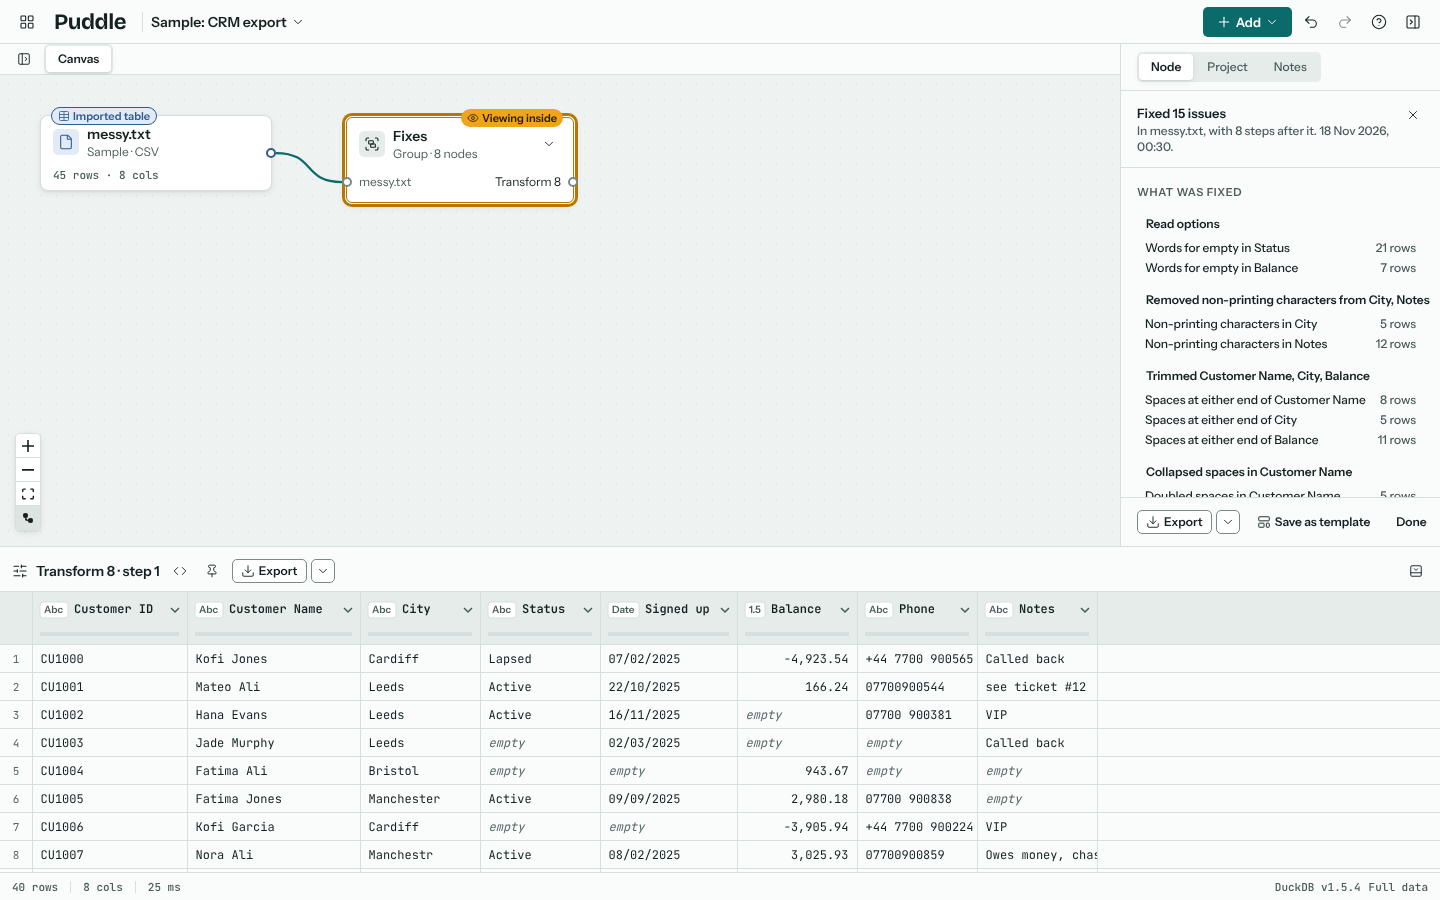 Puddle
Sample: CRM export
Add
Canvas
Imported table
messy.txt
Sample · CSV
45 rows · 8 cols
Viewing inside
Fixes
Group · 8 nodes
messy.txt
Transform 8
Node
Project
Notes
Fixed 15 issues
In messy.txt, with 8 steps after it. 18 Nov 2026,
00:30.
WHAT WAS FIXED
Read options
Words for empty in Status 21 rows
Words for empty in Balance 7 rows
Removed non-printing characters from City, Notes
Non-printing characters in City 5 rows
Non-printing characters in Notes 12 rows
Trimmed Customer Name, City, Balance
Spaces at either end of Customer Name 8 rows
Spaces at either end of City 5 rows
Spaces at either end of Balance 11 rows
Collapsed spaces in Customer Name
Doubled spaces in Customer Name 5 rows
Export
Save as template
Done
Transform 8 · step 1
Export
Abc Customer ID Abc Customer Name Abc City Abc Status Date Signed up 1.5 Balance Abc Phone Abc Notes
1 CU1000 Kofi Jones Cardiff Lapsed 07/02/2025 -4,923.54 +44 7700 900565 Called back
2 CU1001 Mateo Ali Leeds Active 22/10/2025 166.24 07700900544 see ticket #12
3 CU1002 Hana Evans Leeds Active 16/11/2025 empty 07700 900381 VIP
4 CU1003 Jade Murphy Leeds empty 02/03/2025 empty empty Called back
5 CU1004 Fatima Ali Bristol empty empty 943.67 empty empty
6 CU1005 Fatima Jones Manchester Active 09/09/2025 2,980.18 07700 900838 empty
7 CU1006 Kofi Garcia Cardiff empty empty -3,905.94 +44 7700 900224 VIP
8 CU1007 Nora Ali Manchestr Active 08/02/2025 3,025.93 07700900859 Owes money, chas
40 rows
8 cols
25 ms
DuckDB v1.5.4 Full data